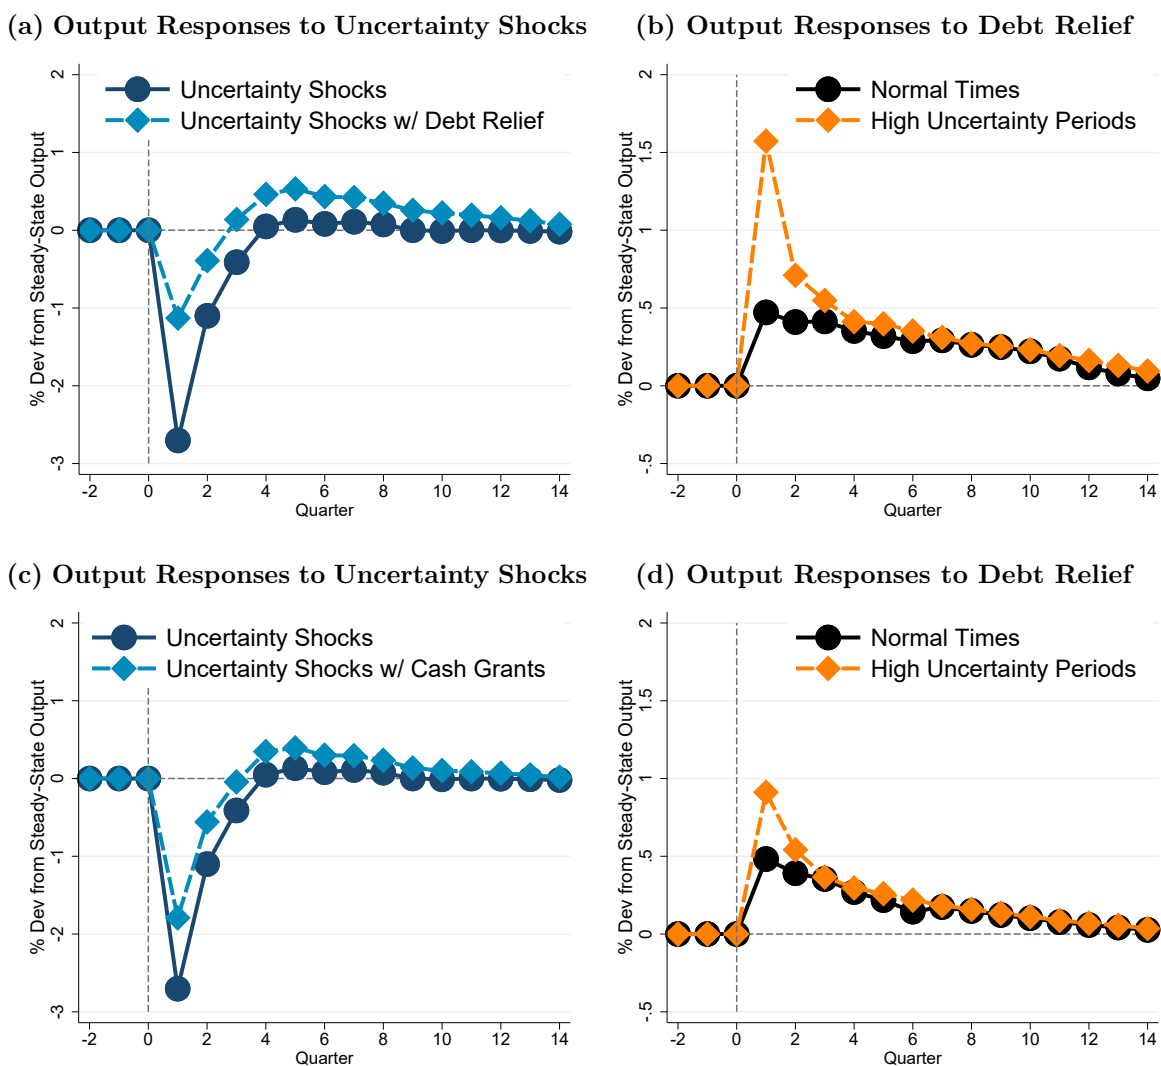 (a) Output Responses to Uncertainty Shocks
% Dev from Steady-State Output
2
1
0
-1
-2
-3
Uncertainty Shocks
Uncertainty Shocks w/ Debt Relief
-2 0 2 4 6 8 10 12 14
Quarter
(b) Output Responses to Debt Relief
% Dev from Steady-State Output
2
1.5
1
.5
0
-.5
Normal Times
High Uncertainty Periods
-2 0 2 4 6 8 10 12 14
Quarter
(c) Output Responses to Uncertainty Shocks
% Dev from Steady-State Output
2
1
0
-1
-2
-3
Uncertainty Shocks
Uncertainty Shocks w/ Cash Grants
-2 0 2 4 6 8 10 12 14
Quarter
(d) Output Responses to Debt Relief
% Dev from Steady-State Output
2
1.5
1
.5
0
-.5
Normal Times
High Uncertainty Periods
-2 0 2 4 6 8 10 12 14
Quarter